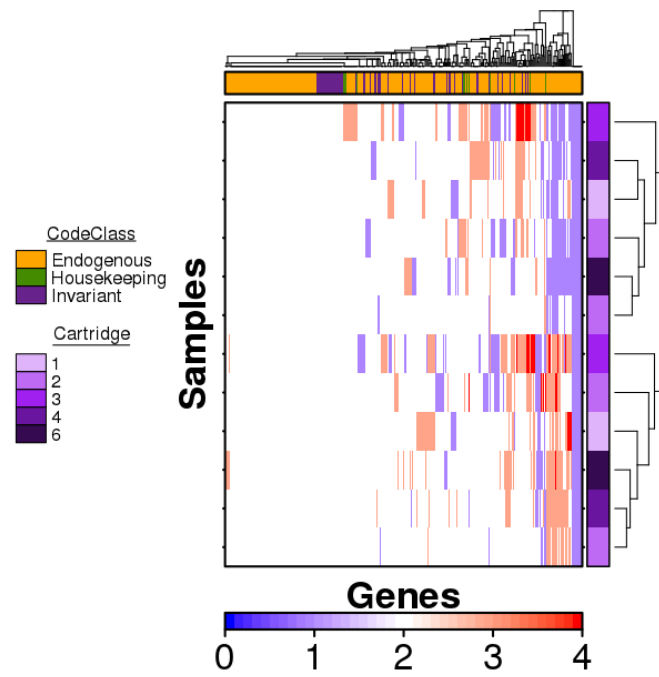 CodeClass
Endogenous
Housekeeping
Invariant
Cartridge
1
2
3
4
6
Samples
Genes
0 1 2 3 4